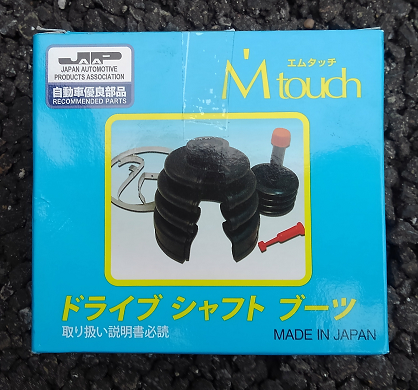 JAPA
JAPAN AUTOMOTIVE
PRODUCTS ASSOCIATION
自動車優良部品
RECOMMENDED PARTS
エムタッチ
M'touch
ドライブ シャフト ブーツ
取り扱い説明書必読
MADE IN JAPAN